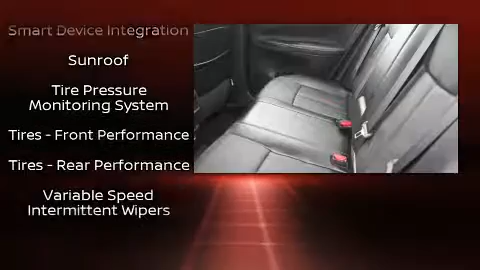 Smart Device Integration
Sunroof
Tire Pressure
Monitoring System
Tires - Front Performance
Tires - Rear Performance
Variable Speed
Intermittent Wipers